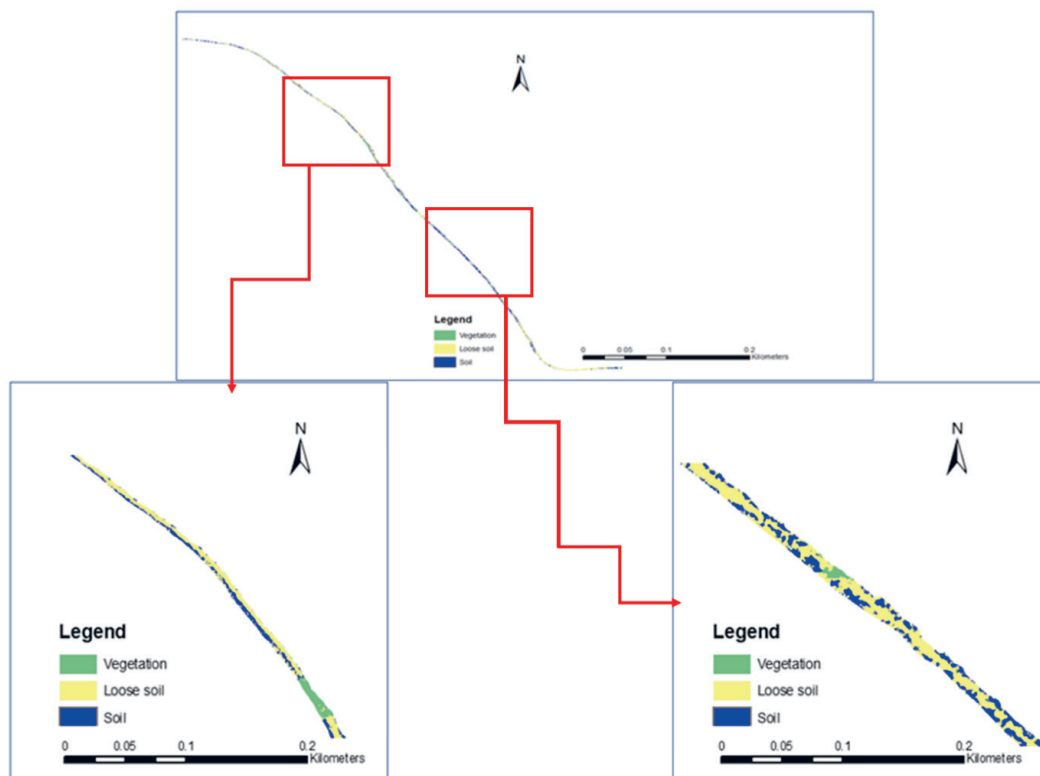 N
Legend
Vegetation
Loose soil
Soil
0 0.05 0.1 0.2
Kilometers
N
Legend
Vegetation
Loose soil
Soil
0 0.05 0.1 0.2
Kilometers
N
Legend
Vegetation
Loose soil
Soil
0 0.05 0.1 0.2
Kilometers